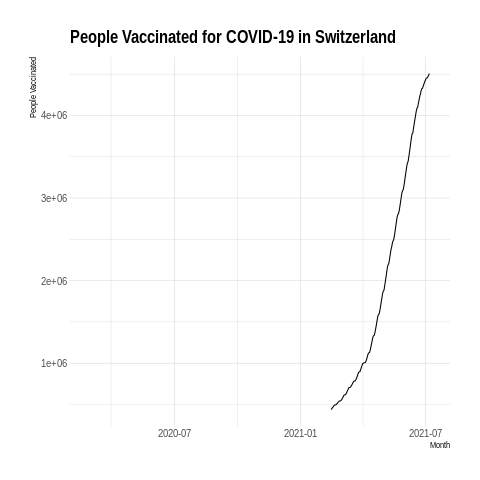 People Vaccinated for COVID-19 in Switzerland
People Vaccinated
4e+06
3e+06
2e+06
1e+06
2020-07
2021-01
2021-07
Month